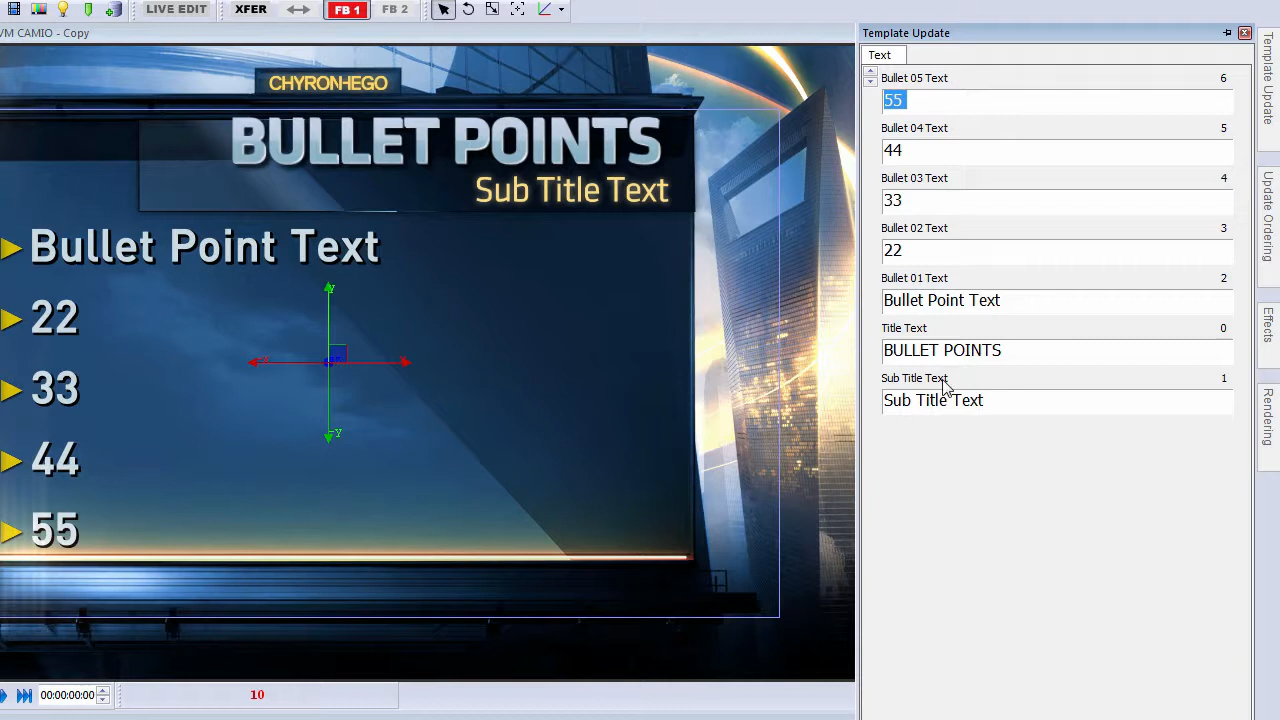 LIVE EDIT
XFER
FB 1
FB 2
VM CAMIO - Copy
CHYRONHEGO
BULLET POINTS
Sub Title Text
Bullet Point Text
22
33
44
55
Y
-X
X
-Y
00:00:00:00
10
Template Update
Text
Bullet 05 Text 6
55
Bullet 04 Text 5
44
Bullet 03 Text 4
33
Bullet 02 Text 3
22
Bullet 01 Text 2
Bullet Point Text
Title Text 0
BULLET POINTS
Sub Title Text 1
Sub Title Text
Template Update
Update Ordering
Effects